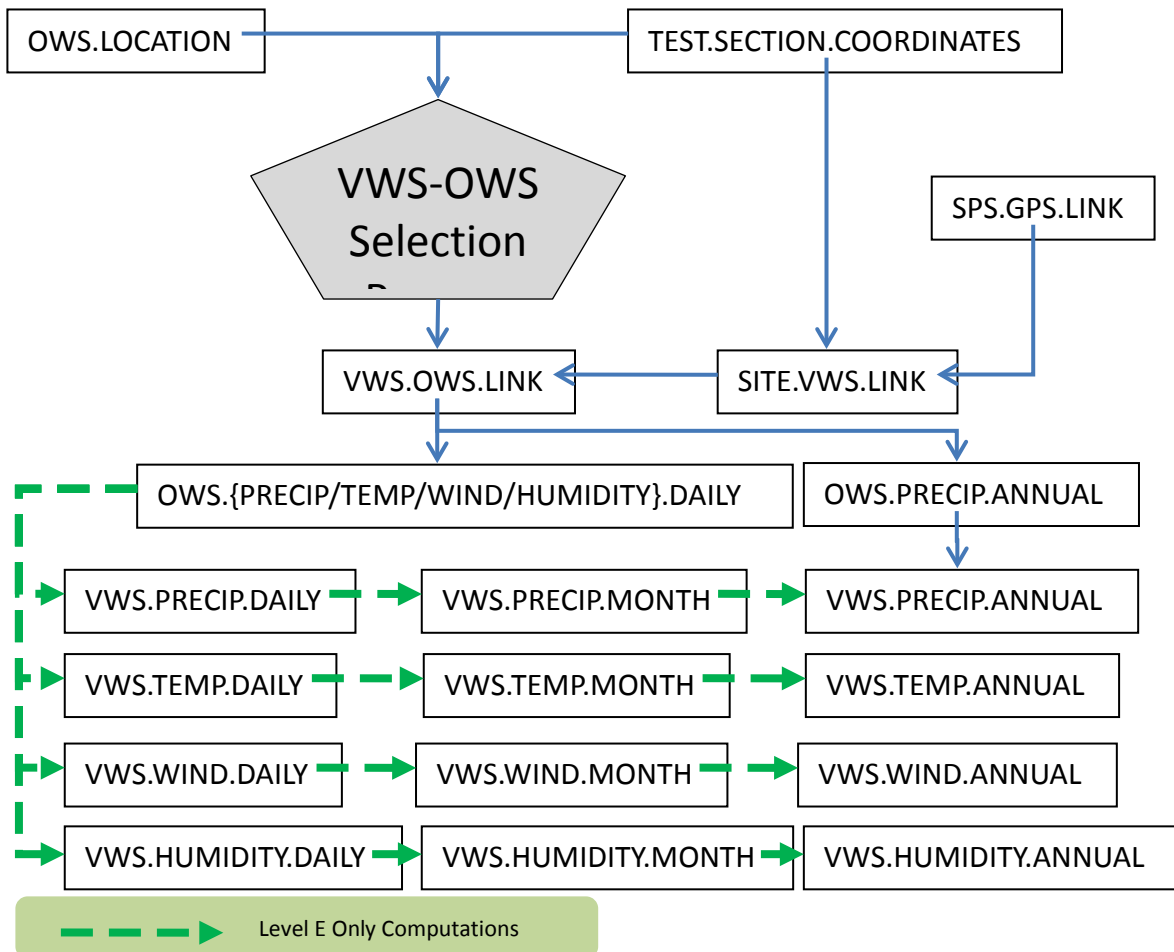 OWS.LOCATION
TEST.SECTION.COORDINATES
VWS-OWS
Selection
SPS.GPS.LINK
VWS.OWS.LINK
SITE.VWS.LINK
OWS.{PRECIP/TEMP/WIND/HUMIDITY}.DAILY
OWS.PRECIP.ANNUAL
VWS.PRECIP.DAILY
VWS.PRECIP.MONTH
VWS.PRECIP.ANNUAL
VWS.TEMP.DAILY
VWS.TEMP.MONTH
VWS.TEMP.ANNUAL
VWS.WIND.DAILY
VWS.WIND.MONTH
VWS.WIND.ANNUAL
VWS.HUMIDITY.DAILY
VWS.HUMIDITY.MONTH
VWS.HUMIDITY.ANNUAL
Level E Only Computations